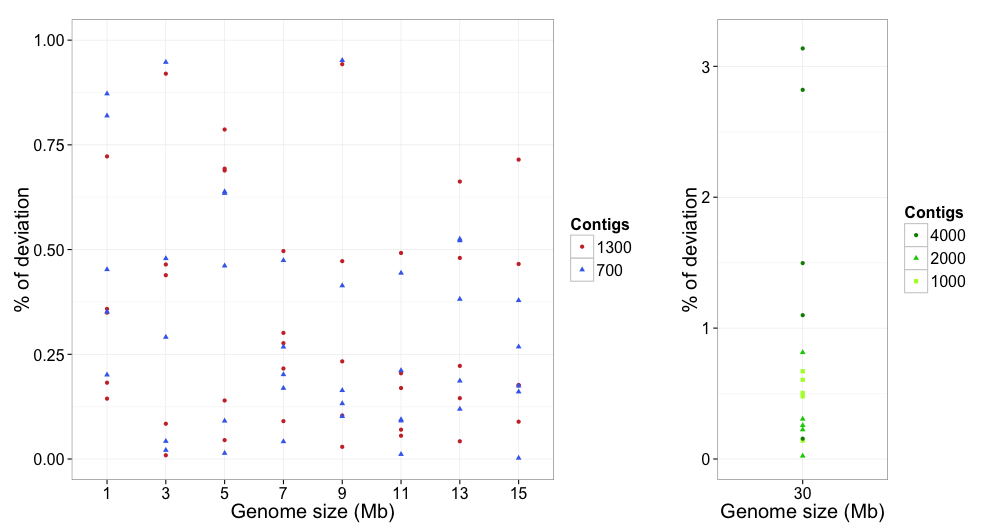 % of deviation
1.00
0.75
0.50
0.25
0.00
1 3 5 7 9 11 13 15
Genome size (Mb)
Contigs
1300
700
% of deviation
3
2
1
0
30
Genome size (Mb)
Contigs
4000
2000
1000